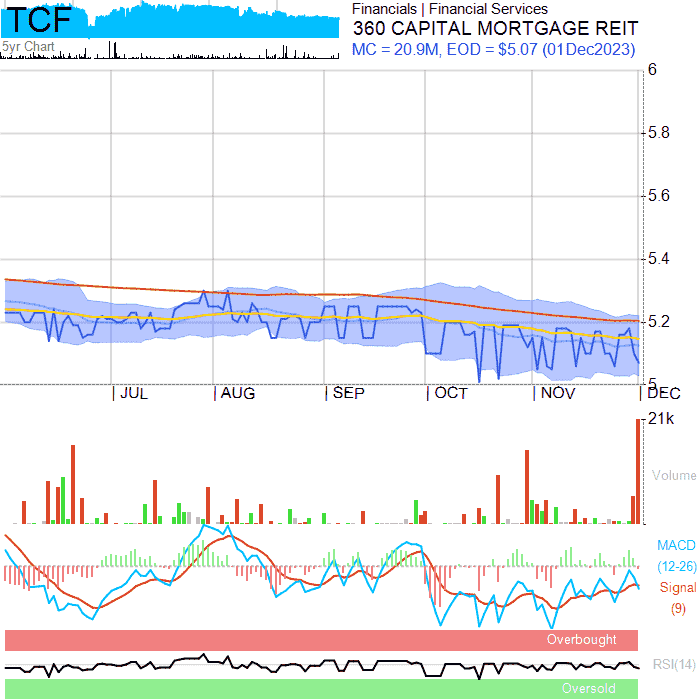 TCF
5yr Chart
Financials | Financial Services
360 CAPITAL MORTGAGE REIT
MC = 20.9M, EOD = $5.07 (01Dec2023)
6
5.8
5.6
5.4
5.2
5
JUL
AUG
SEP
OCT
NOV
DEC
21k
Volume
MACD
(12-26)
Signal
(9)
Overbought
RSI(14)
Oversold